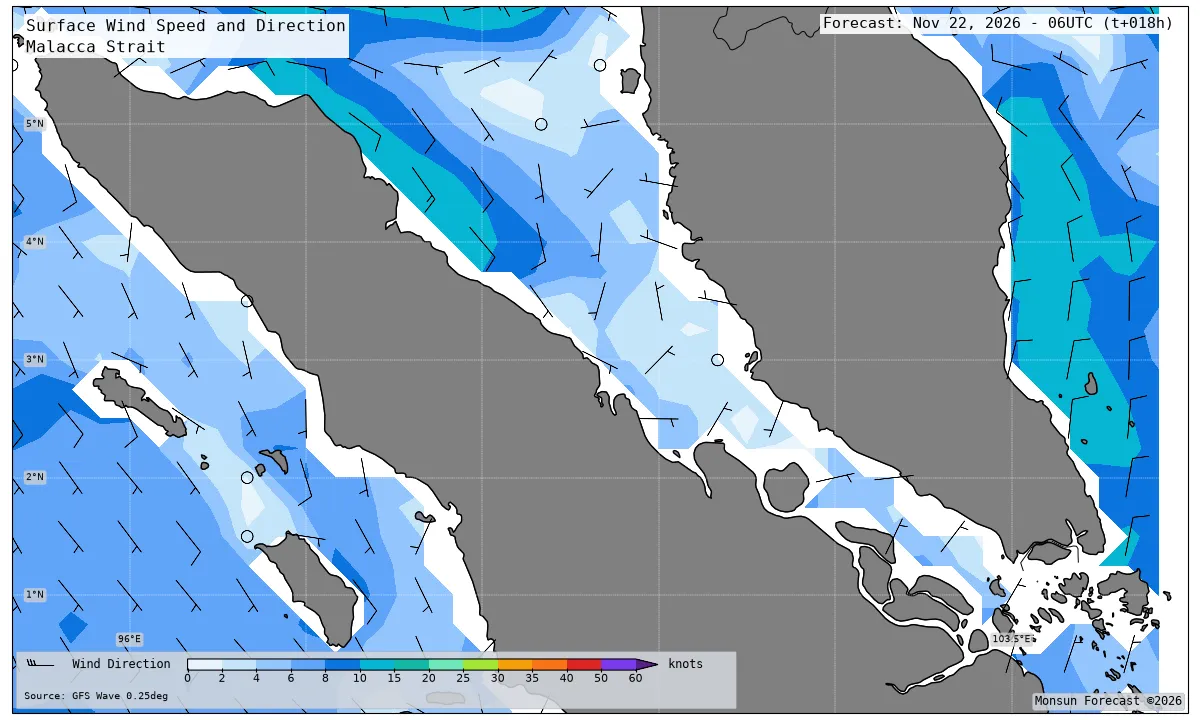 Surface Wind Speed and Direction
Malacca Strait
Forecast: Nov 22, 2026 - 06UTC (t+018h)
5°N
4°N
3°N
2°N
1°N
96°E
103.5°E
Wind Direction
0 2 4 6 8 10 15 20 25 30 35 40 50 60
knots
Source: GFS Wave 0.25deg
Monsun Forecast ©2026